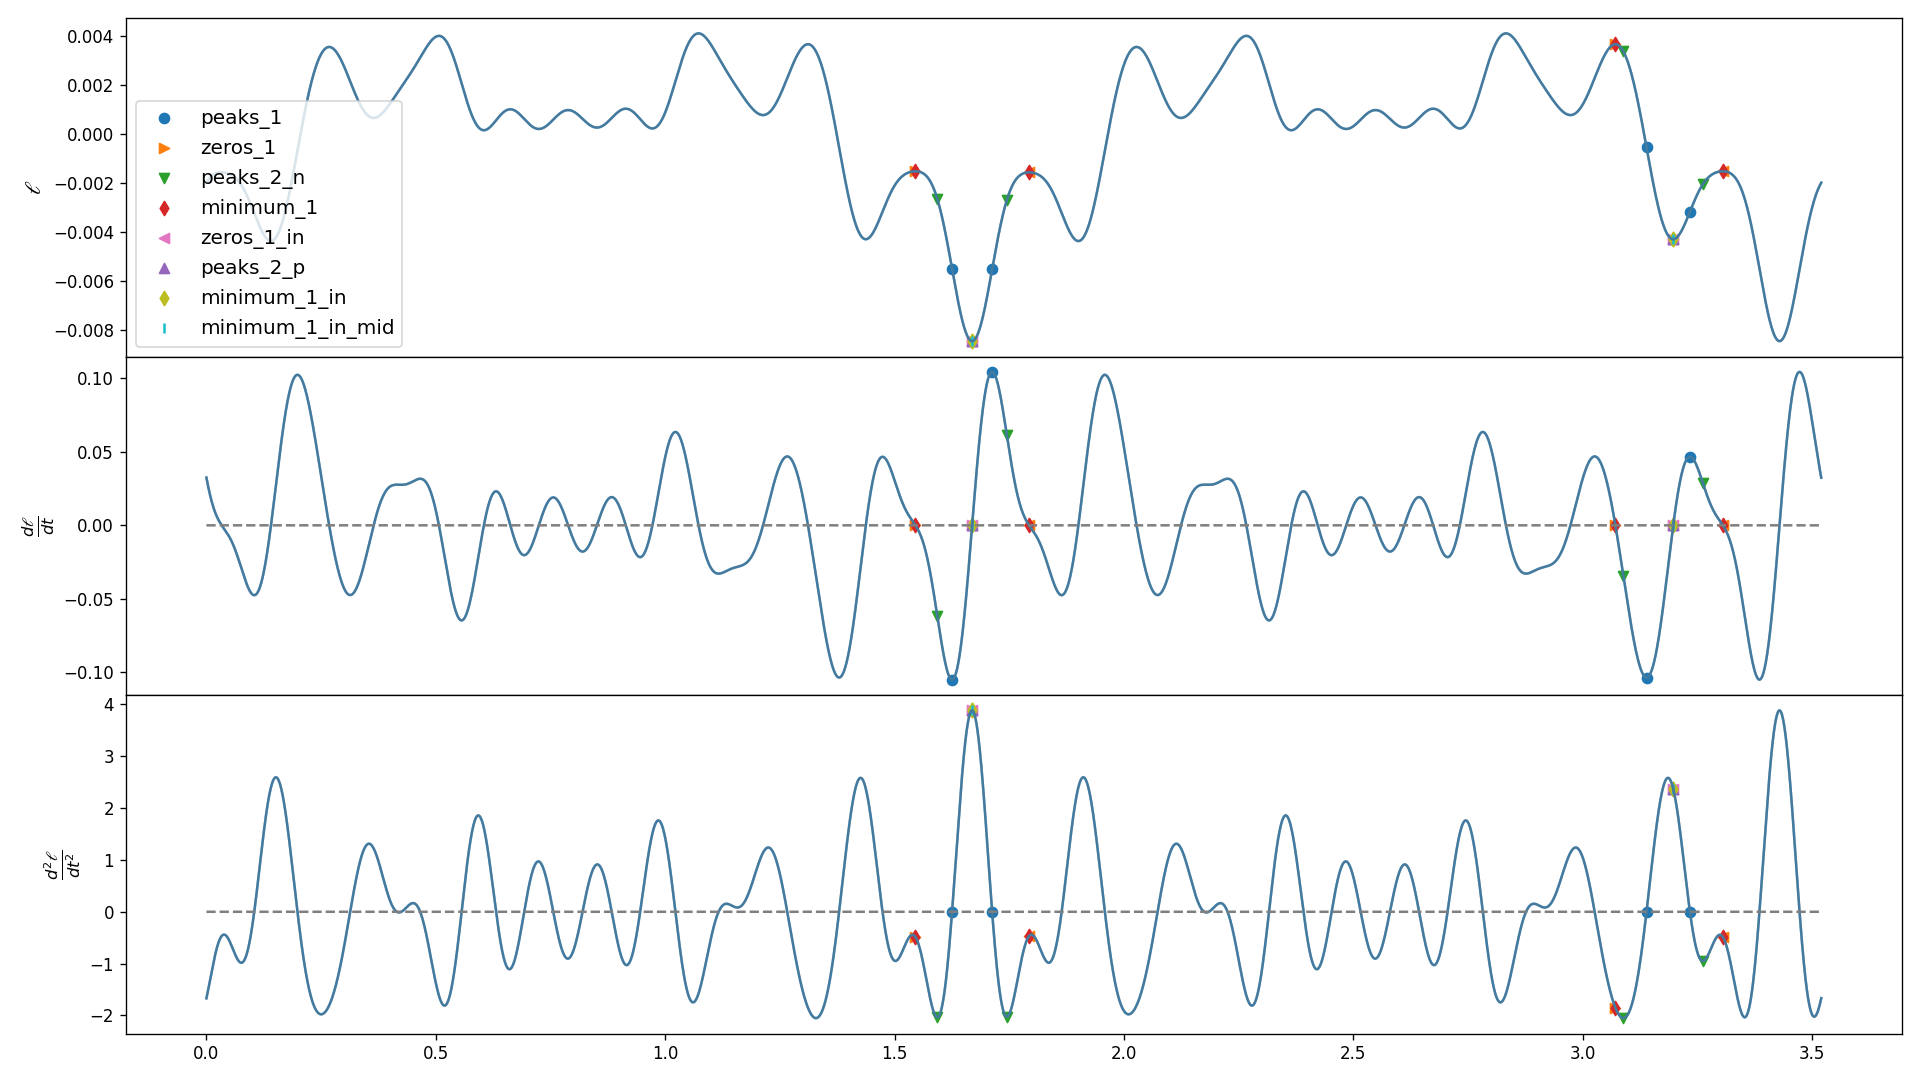 0.004
0.002
0.000
−0.002
−0.004
−0.006
−0.008
ℓ
peaks_1
zeros_1
peaks_2_n
minimum_1
zeros_1_in
peaks_2_p
minimum_1_in
minimum_1_in_mid
0.10
0.05
0.00
−0.05
−0.10
dℓ/dt
4
3
2
1
0
−1
−2
d²ℓ/dt²
0.0 0.5 1.0 1.5 2.0 2.5 3.0 3.5